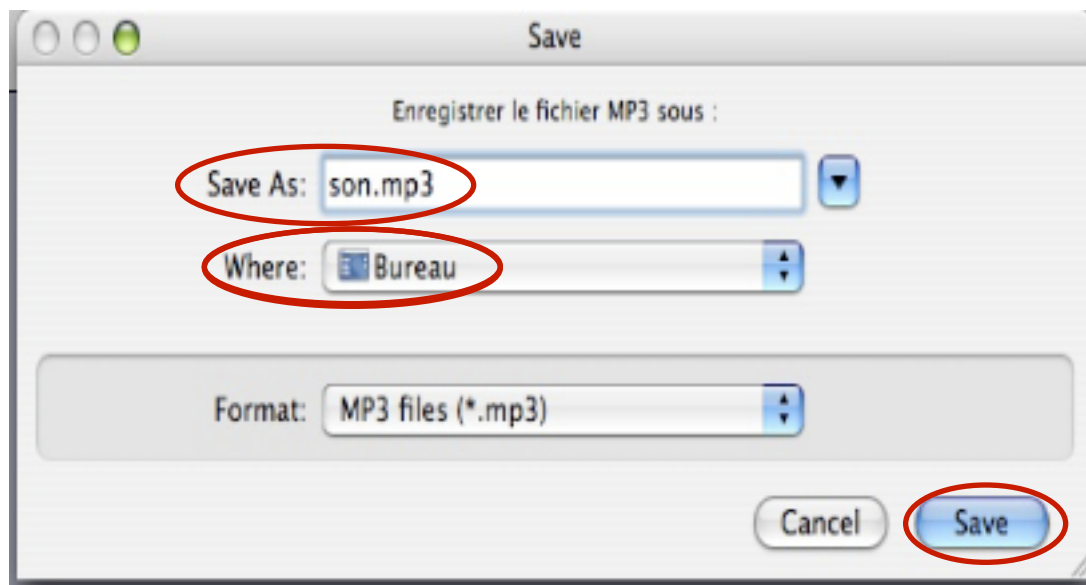 Save
Enregistrer le fichier MP3 sous :
Save As: son.mp3
Where: Bureau
Format: MP3 files (*.mp3)
Cancel Save